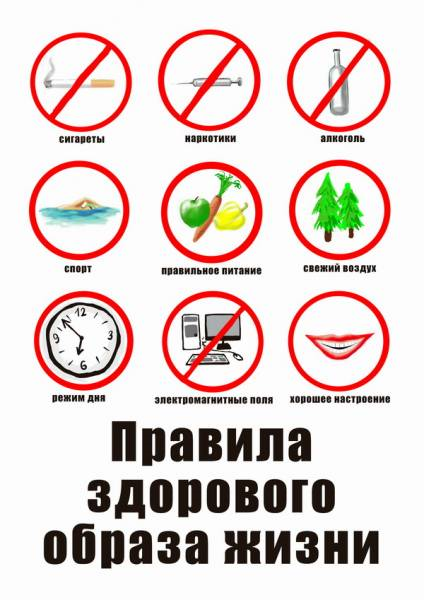 сигареты
наркотики
алкоголь
спорт
правильное питание
свежий воздух
режим дня
электромагнитные поля
хорошее настроение
Правила
здорового
образа жизни